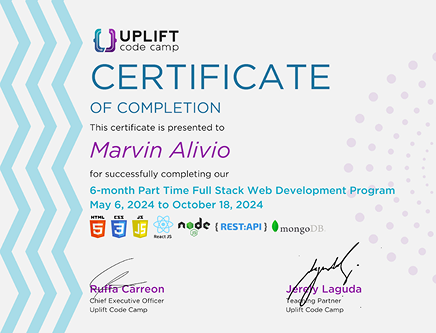 UPLIFT
code camp
CERTIFICATE
OF COMPLETION
This certificate is presented to
Marvin Alivio
for successfully completing our
6-month Part Time Full Stack Web Development Program
May 6, 2024 to October 18, 2024
HTML CSS JS React JS node JS { REST:API } mongoDB.
5 3
Ruffa Carreon Jerely Laguda
Chief Executive Officer Teaching Partner
Uplift Code Camp Uplift Code Camp